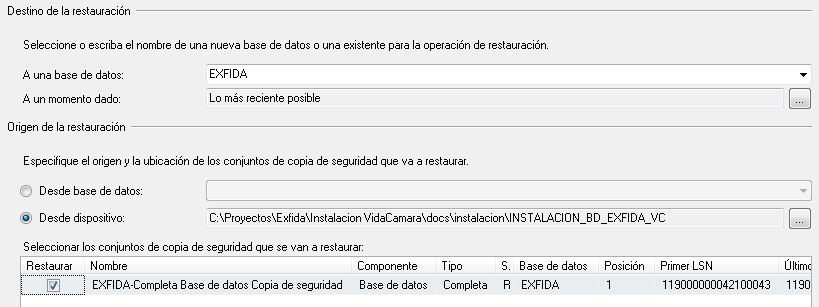 Destino de la restauración
Seleccione o escriba el nombre de una nueva base de datos o una existente para la operación de restauración.
A una base de datos: EXFIDA
A un momento dado: Lo más reciente posible ...
Origen de la restauración
Especifique el origen y la ubicación de los conjuntos de copia de seguridad que va a restaurar.
Desde base de datos:
Desde dispositivo: C:\Proyectos\Exfida\Instalacion VidaCamara\docs\instalacion\INSTALACION_BD_EXFIDA_VC ...
Seleccionar los conjuntos de copia de seguridad que se van a restaurar:
Restaurar Nombre Componente Tipo S. Base de datos Posición Primer LSN Último
EXFIDA-Completa Base de datos Copia de seguridad Base de datos Completa R EXFIDA 1 119000000042100043 1190